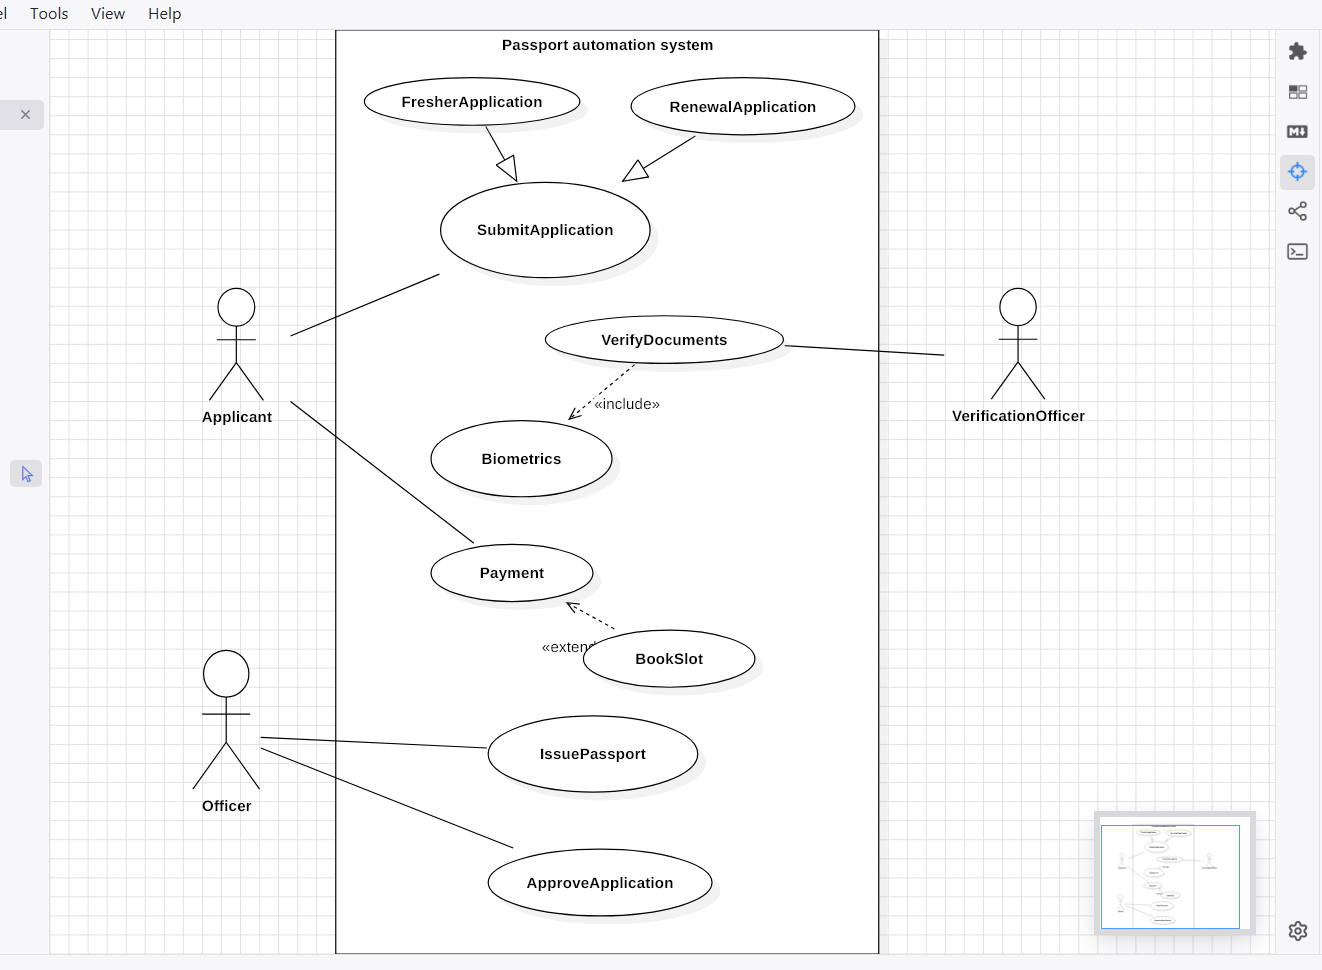 Tools View Help
Passport automation system
FresherApplication
RenewalApplication
SubmitApplication
VerifyDocuments
«include»
Applicant
VerificationOfficer
Biometrics
Payment
«extend
BookSlot
IssuePassport
Officer
ApproveApplication
M